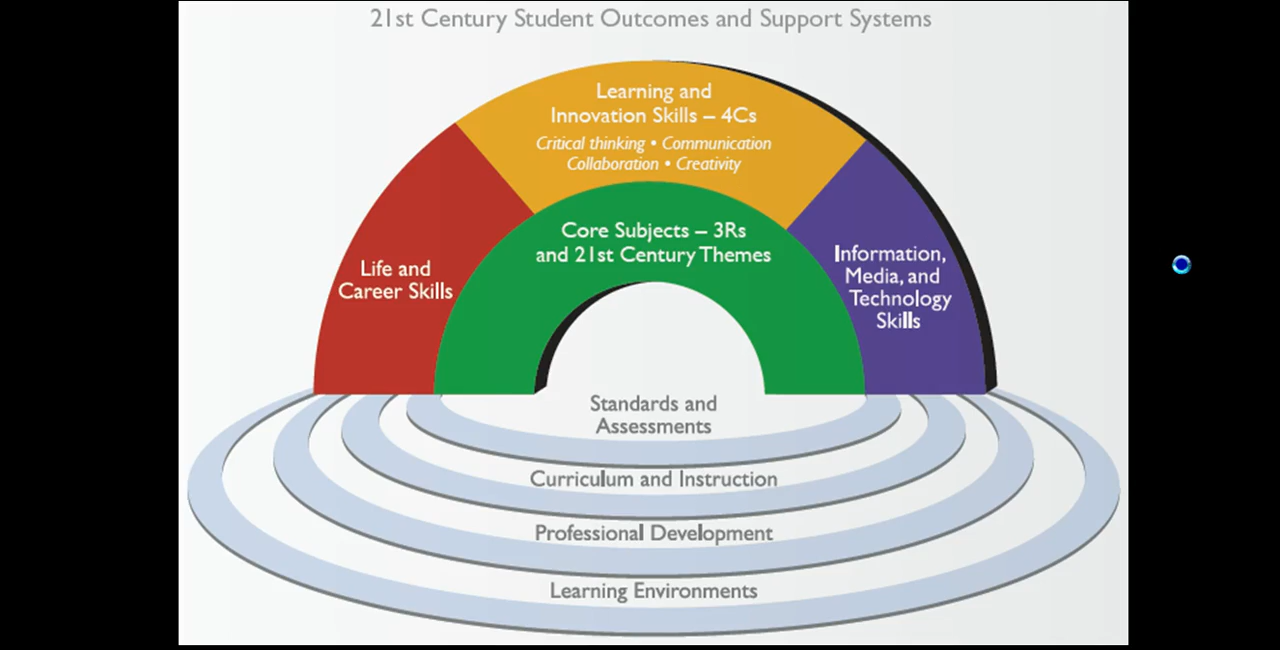 21st Century Student Outcomes and Support Systems
Learning and
Innovation Skills – 4Cs
Critical thinking • Communication
Collaboration • Creativity
Core Subjects – 3Rs
and 21st Century Themes
Life and
Career Skills
Information,
Media, and
Technology
Skills
Standards and
Assessments
Curriculum and Instruction
Professional Development
Learning Environments